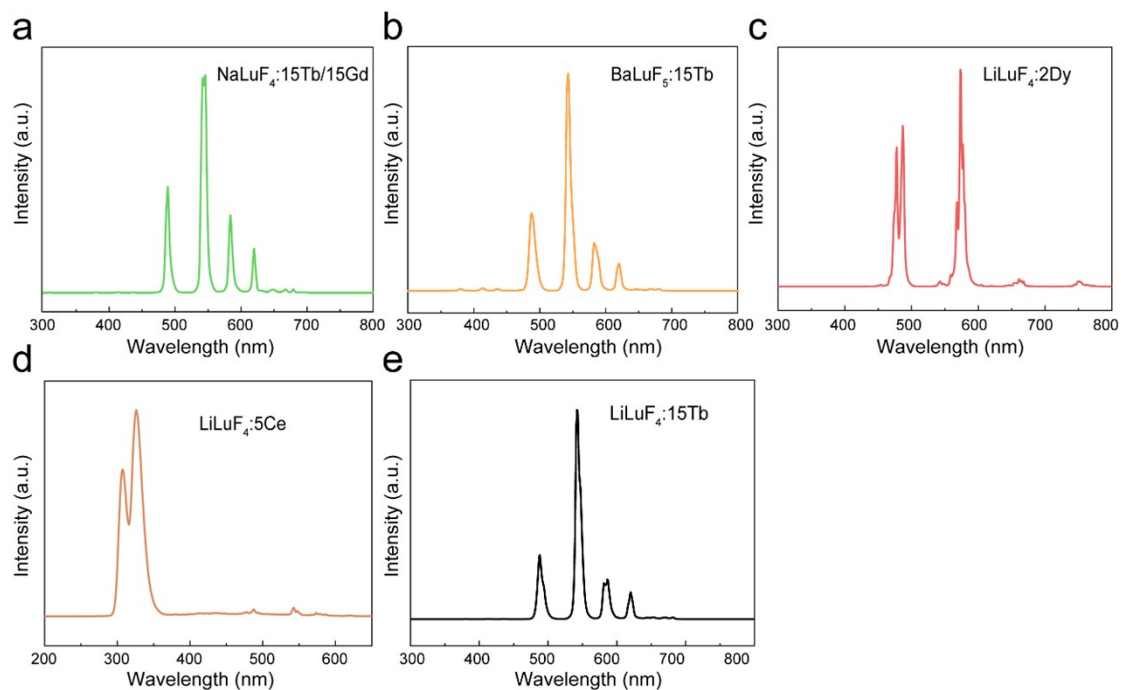 a
NaLuF₄:15Tb/15Gd
Intensity (a.u.)
300 400 500 600 700 800
Wavelength (nm)
b
BaLuF₅:15Tb
Intensity (a.u.)
300 400 500 600 700 800
Wavelength (nm)
c
LiLuF₄:2Dy
Intensity (a.u.)
300 400 500 600 700 800
Wavelength (nm)
d
LiLuF₄:5Ce
Intensity (a.u.)
200 300 400 500 600
Wavelength (nm)
e
LiLuF₄:15Tb
Intensity (a.u.)
300 400 500 600 700 800
Wavelength (nm)